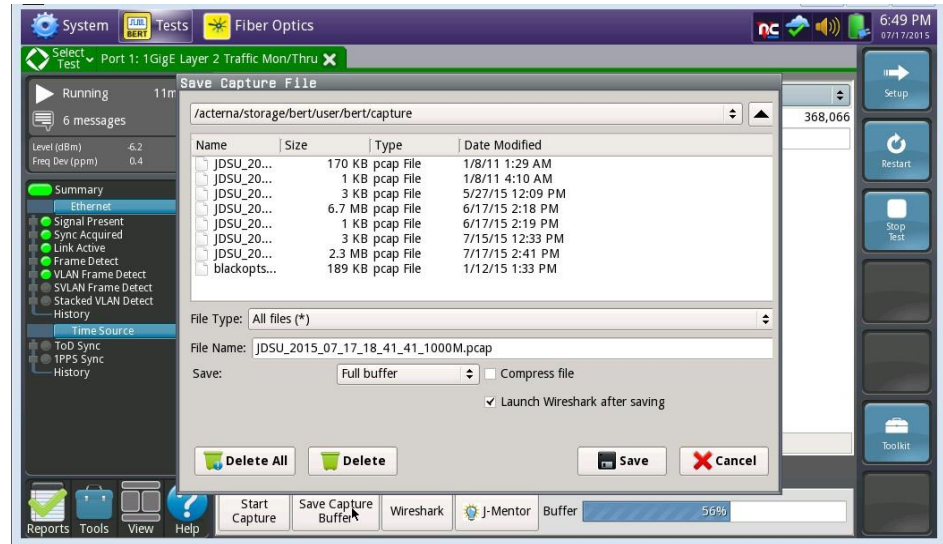 System
JDSU
BERT
Tests
Fiber Optics
nc
6:49 PM
07/17/2015
Select
Test
Port 1: 1GigE Layer 2 Traffic Mon/Thru
Running 11m
6 messages
Level (dBm) -6.2
Freq Dev (ppm) 0.4
Summary
Ethernet
Signal Present
Sync Acquired
Link Active
Frame Detect
VLAN Frame Detect
SVLAN Frame Detect
Stacked VLAN Detect
History
Time Source
ToD Sync
1PPS Sync
History
Save Capture File
/acterna/storage/bert/user/bert/capture
Name Size Type Date Modified
JDSU_20... 170 KB pcap File 1/8/11 1:29 AM
JDSU_20... 1 KB pcap File 1/8/11 4:10 AM
JDSU_20... 3 KB pcap File 5/27/15 12:09 PM
JDSU_20... 6.7 MB pcap File 6/17/15 2:18 PM
JDSU_20... 1 KB pcap File 6/17/15 2:19 PM
JDSU_20... 3 KB pcap File 7/15/15 12:33 PM
JDSU_20... 2.3 MB pcap File 7/17/15 2:41 PM
blackopts... 189 KB pcap File 1/12/15 1:33 PM
File Type: All files (*)
File Name: JDSU_2015_07_17_18_41_41_1000M.pcap
Save: Full buffer Compress file
Launch Wireshark after saving
Delete All Delete Save Cancel
368,066
Setup
Restart
Stop
Test
Toolkit
Reports Tools View Help
Start
Capture
Save Capture
Buffer
Wireshark
J-Mentor
Buffer
56%